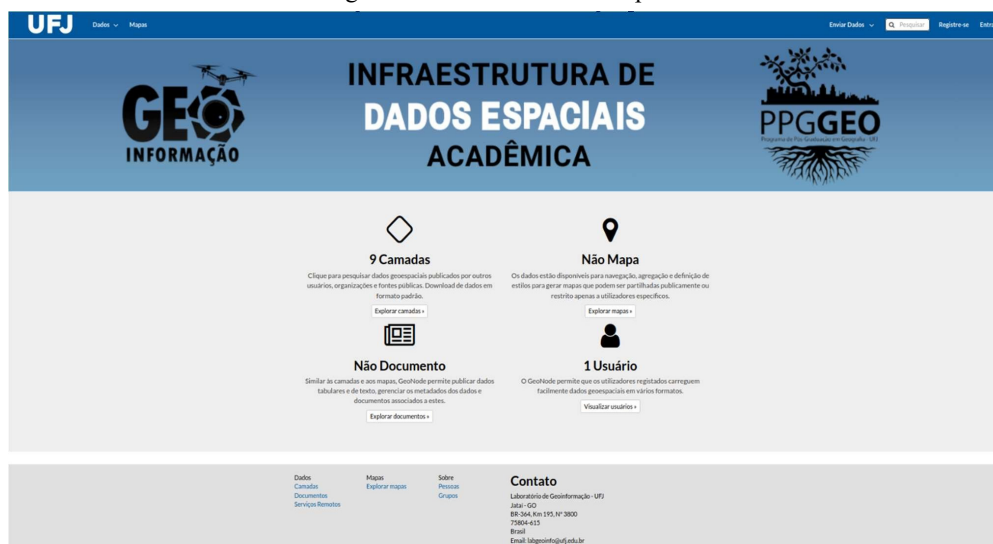 UFJ
Dados
Mapas
Enviar Dados
Pesquisar
Registre-se
GEO
INFORMAÇÃO
INFRAESTRUTURA DE
DADOS ESPACIAIS
ACADÊMICA
PPGGEO
Programa de Pós-Graduação em Geografia - UFJ
9 Camadas
Clique para pesquisar dados geoespaciais publicados por outros
usuários, organizações e fontes públicas. Download de dados em
formato padrão.
Explorar camadas »
Não Mapa
Os dados estão disponíveis para navegação, agregação e definição de
estilos para gerar mapas que podem ser partilhadas publicamente ou
restrito apenas a utilizadores específicos.
Explorar mapas »
Não Documento
Similar às camadas e aos mapas, GeoNode permite publicar dados
tabulares e de texto, gerenciar os metadados dos dados e
documentos associados a estes.
Explorar documentos »
1 Usuário
O GeoNode permite que os utilizadores registados carreguem
facilmente dados geoespaciais em vários formatos.
Visualizar usuários »
Dados
Camadas
Documentos
Serviços Remotos
Mapas
Explorar mapas
Sobre
Pessoas
Grupos
Contato
Laboratório de Geoinformação - UFJ
Jataí - GO
BR-364, Km 195, Nº 3800
75804-615
Brasil
Email: labgeoinfo@ufj.edu.br